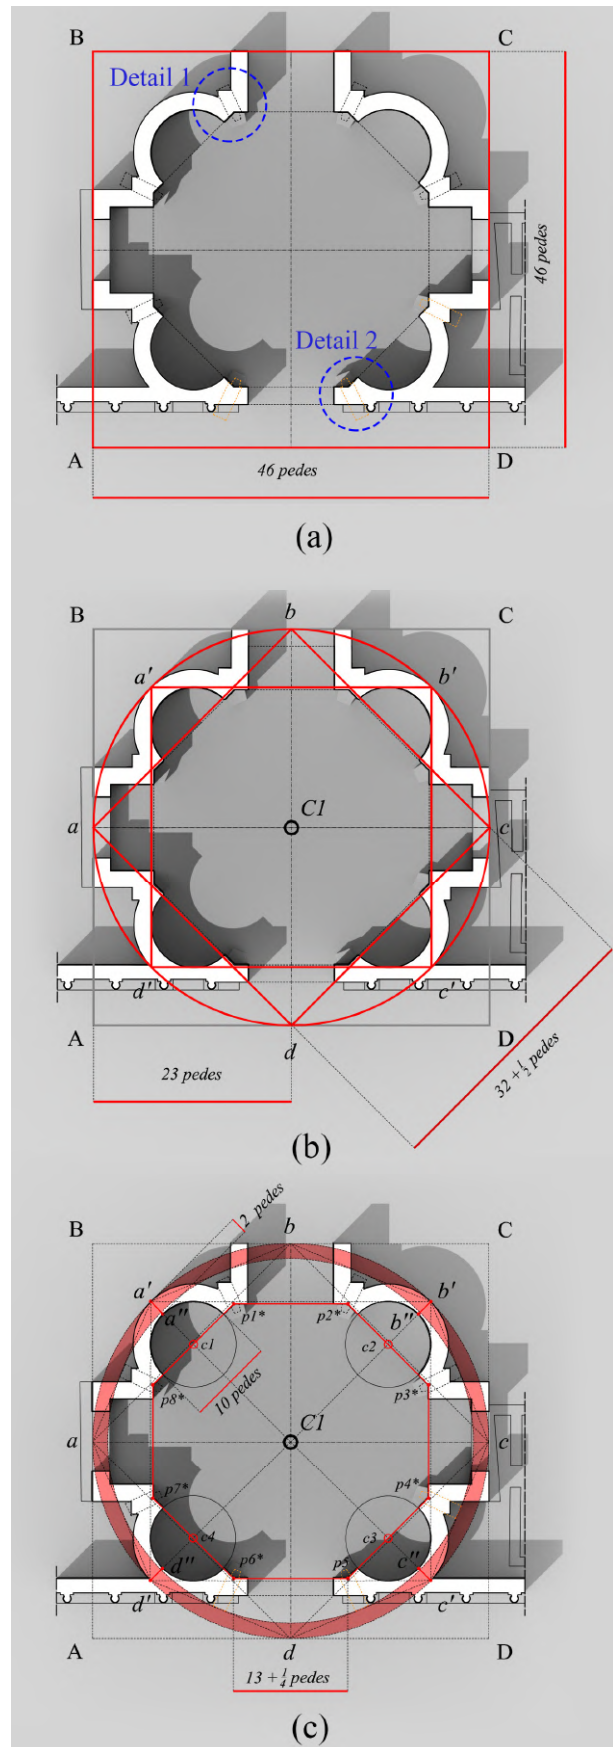 B
C
Detail 1
46 pedes
Detail 2
A
D
46 pedes
(a)
B
b
C
a'
b'
a
C1
c
d'
c'
A
D
d
23 pedes
32 + 1/2 pedes
(b)
2 pedes
B
b
C
a'
b'
a''
b''
p1*
p2*
c1
c2
p8*
p3*
10 pedes
a
C1
c
p7*
p4*
c4
c3
d''
p6*
p5
c''
d'
c'
A
d
D
13 + 1/4 pedes
(c)